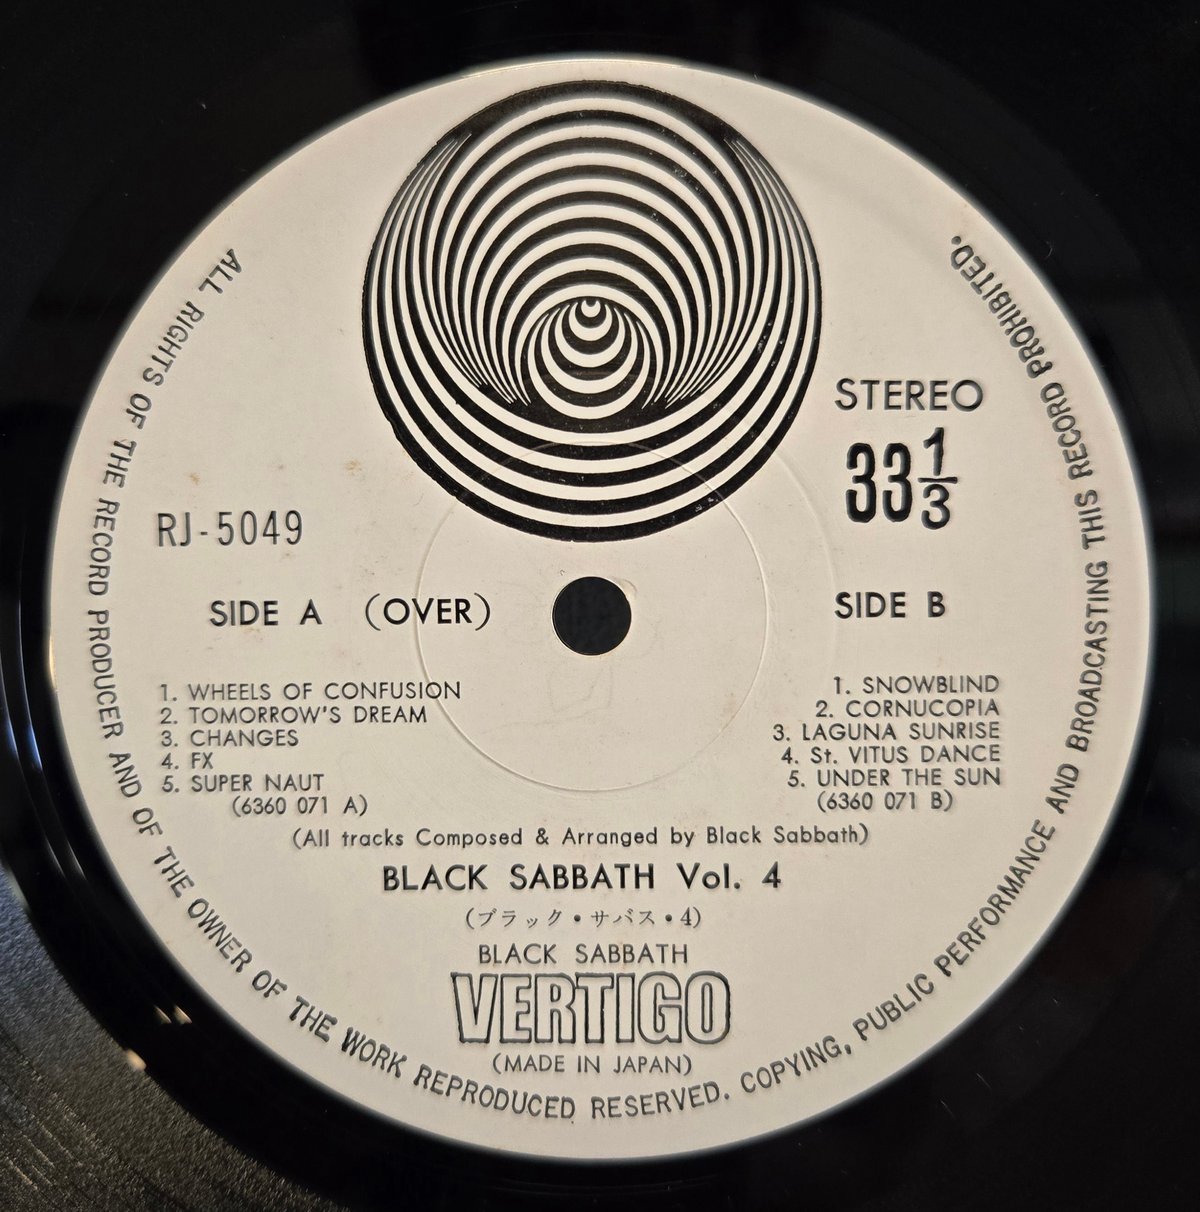 STEREO
33 1/3
RJ-5049
SIDE A (OVER)
SIDE B
1. WHEELS OF CONFUSION
2. TOMORROW'S DREAM
3. CHANGES
4. FX
5. SUPER NAUT
(6360 071 A)
1. SNOWBLIND
2. CORNUCOPIA
3. LAGUNA SUNRISE
4. St. VITUS DANCE
5. UNDER THE SUN
(6360 071 B)
(All tracks Composed & Arranged by Black Sabbath)
BLACK SABBATH Vol. 4
(ブラック・サバス・4)
BLACK SABBATH
VERTIGO
(MADE IN JAPAN)
ALL RIGHTS OF THE RECORD PRODUCER AND OF THE OWNER OF THE WORK REPRODUCED RESERVED. COPYING, PUBLIC PERFORMANCE AND BROADCASTING THIS RECORD PROHIBITED.